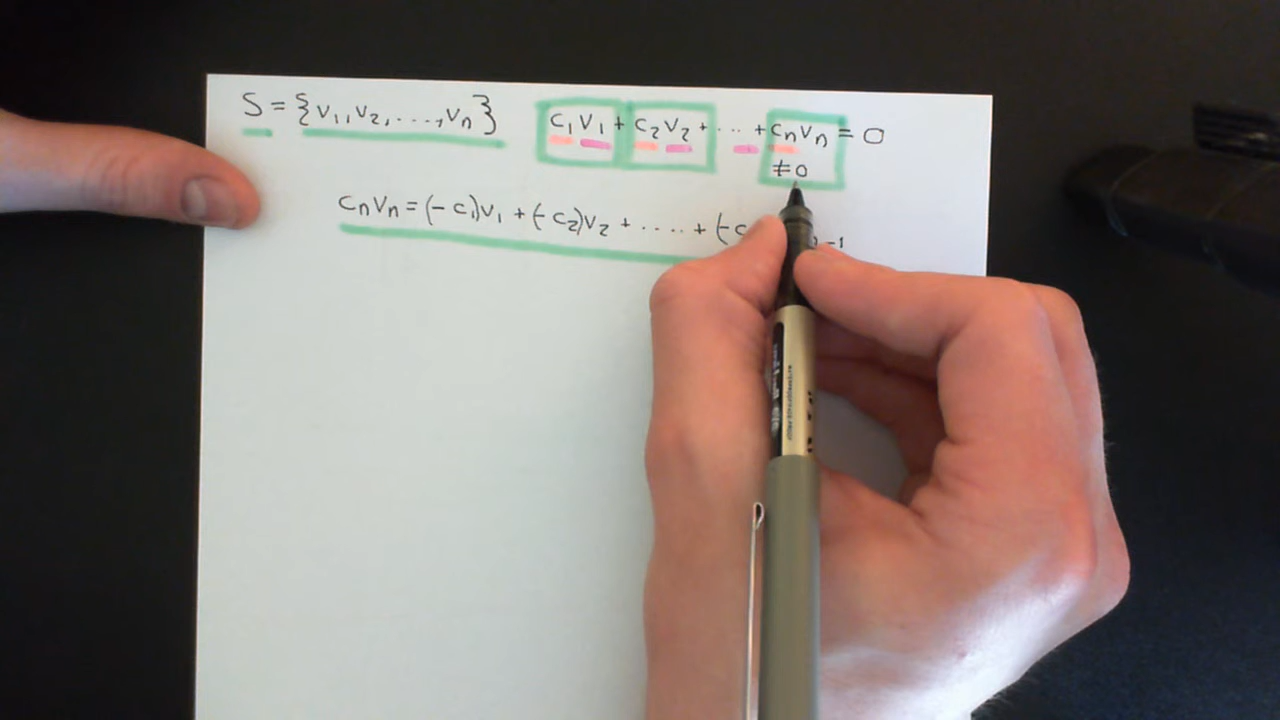 S = {v₁, v₂, ...., vₙ} c₁v₁ + c₂v₂ + ... + cₙvₙ = 0
≠0
cₙvₙ = (-c₁)v₁ + (-c₂)v₂ + ..... + (-c